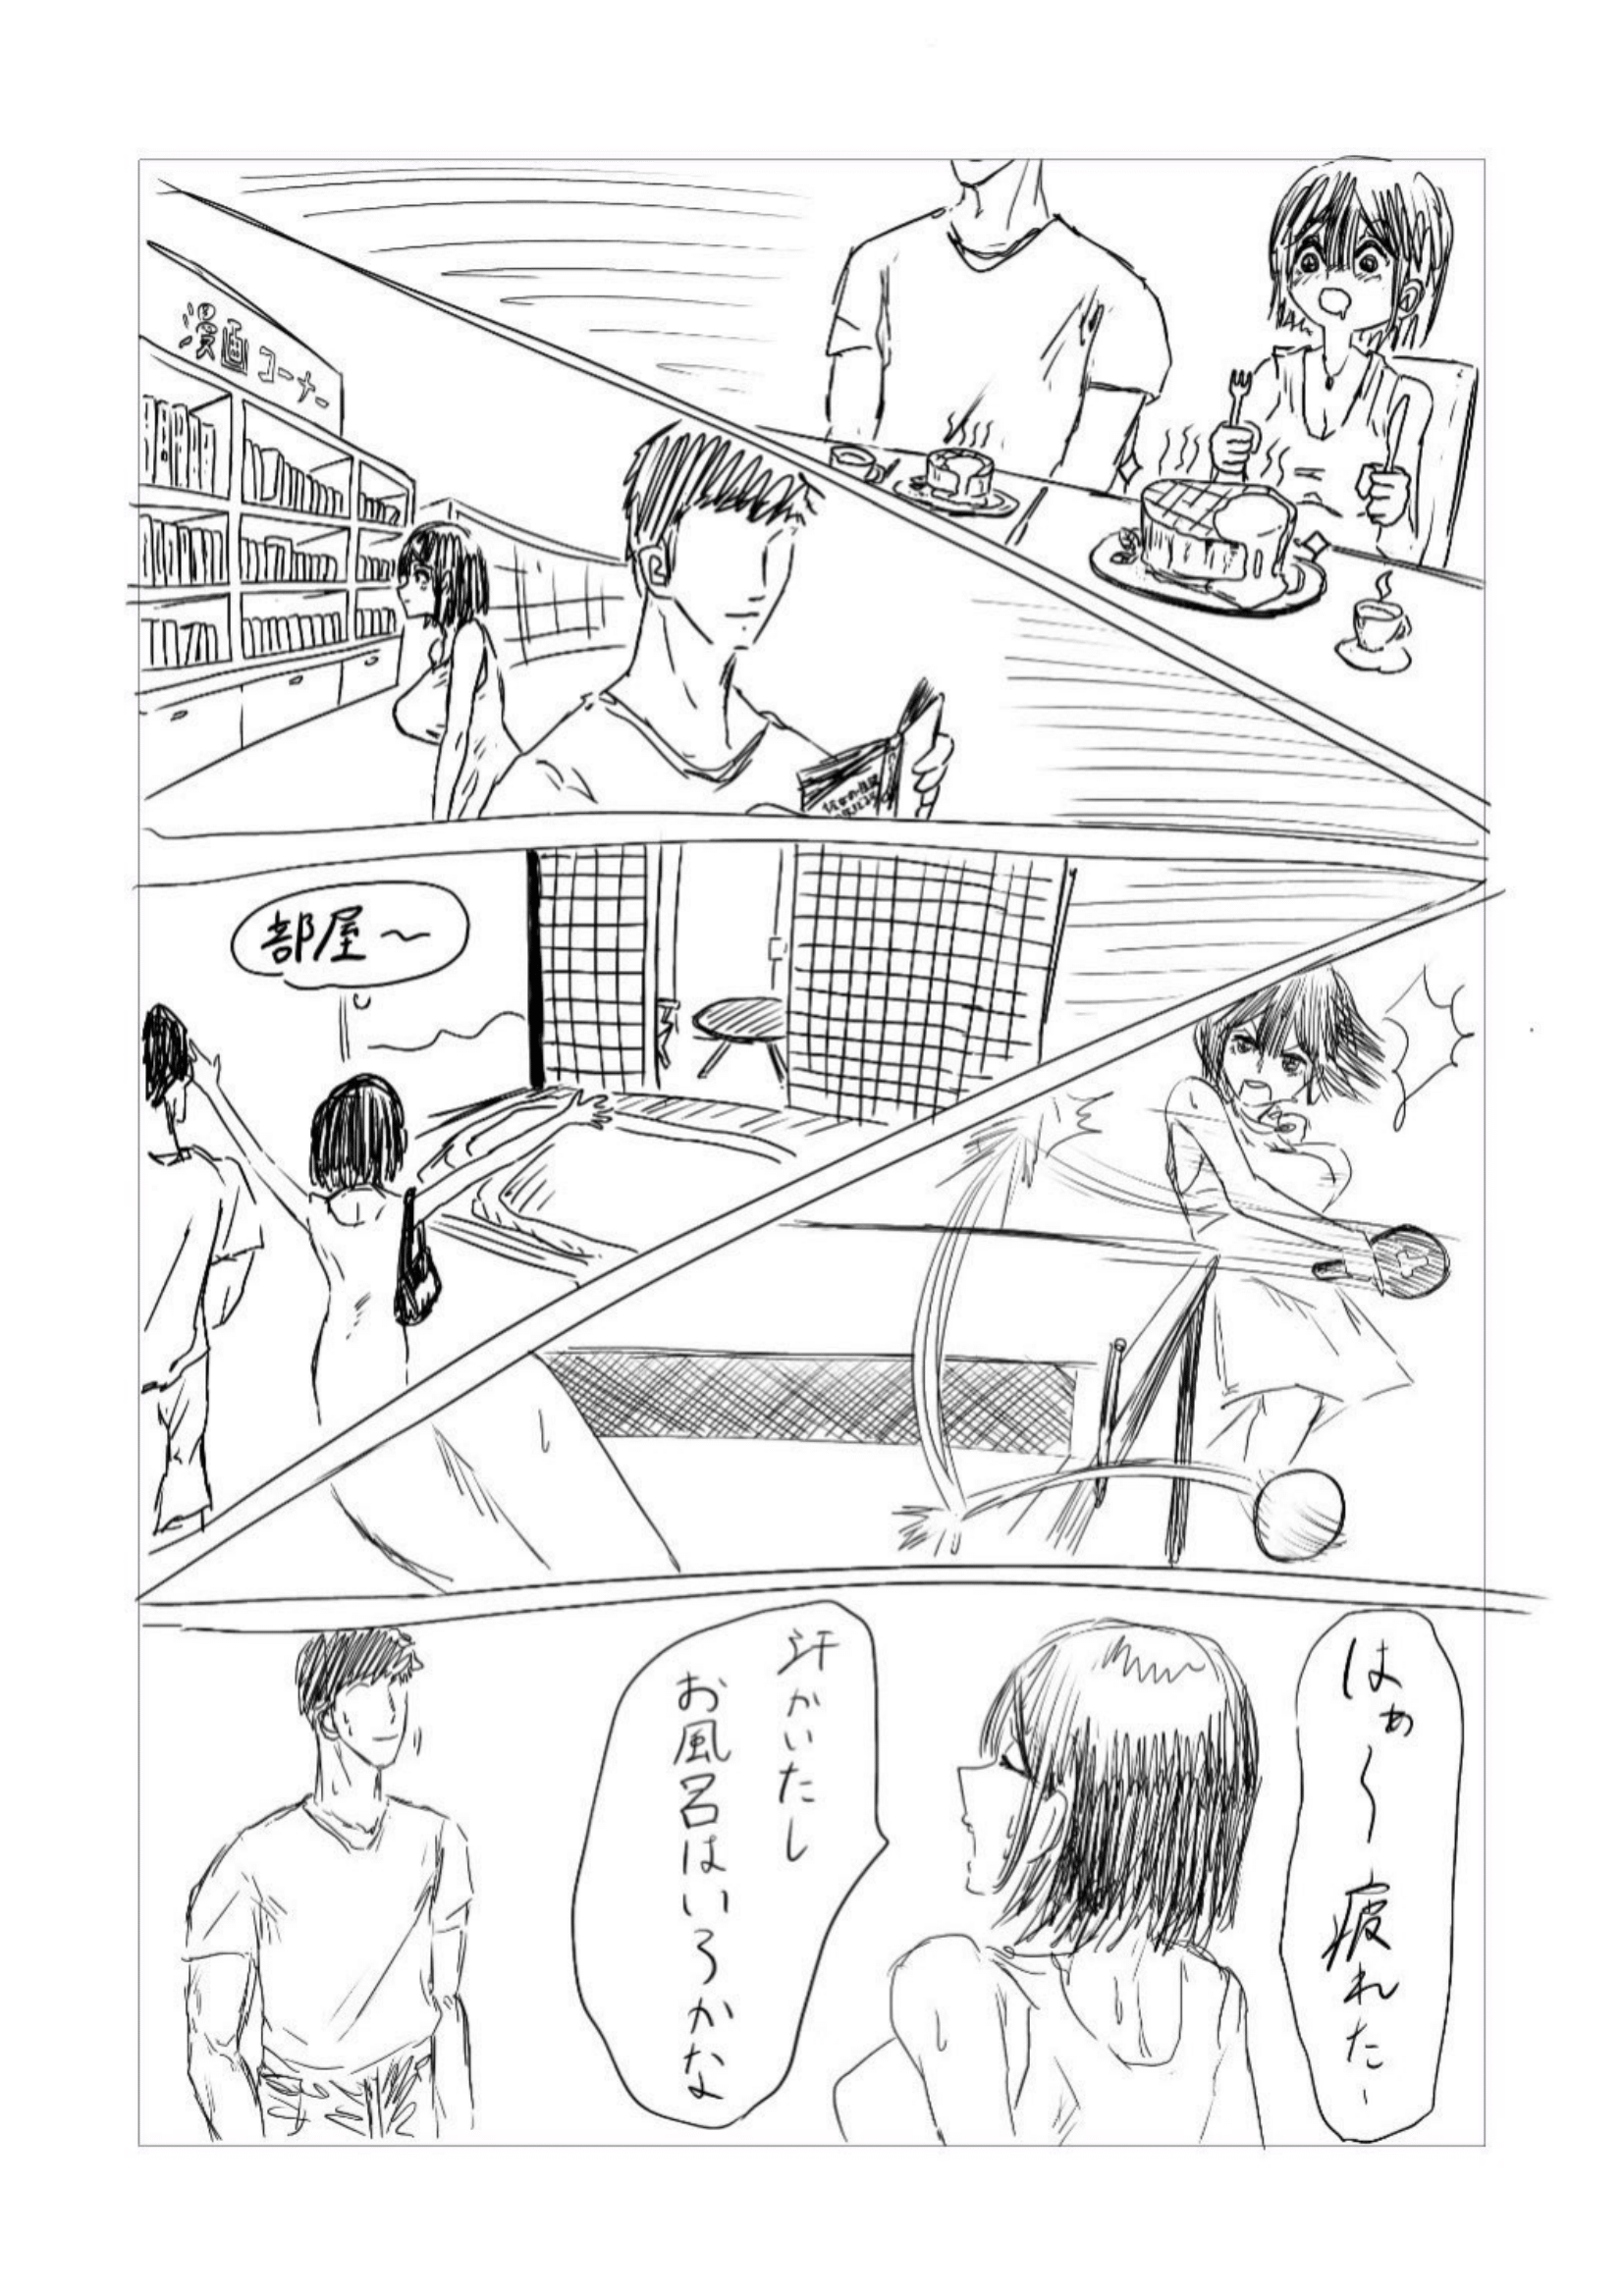 漫画コーナー
部屋〜
はぁ〜疲れたー
汗かいたし
お風呂はいろかな